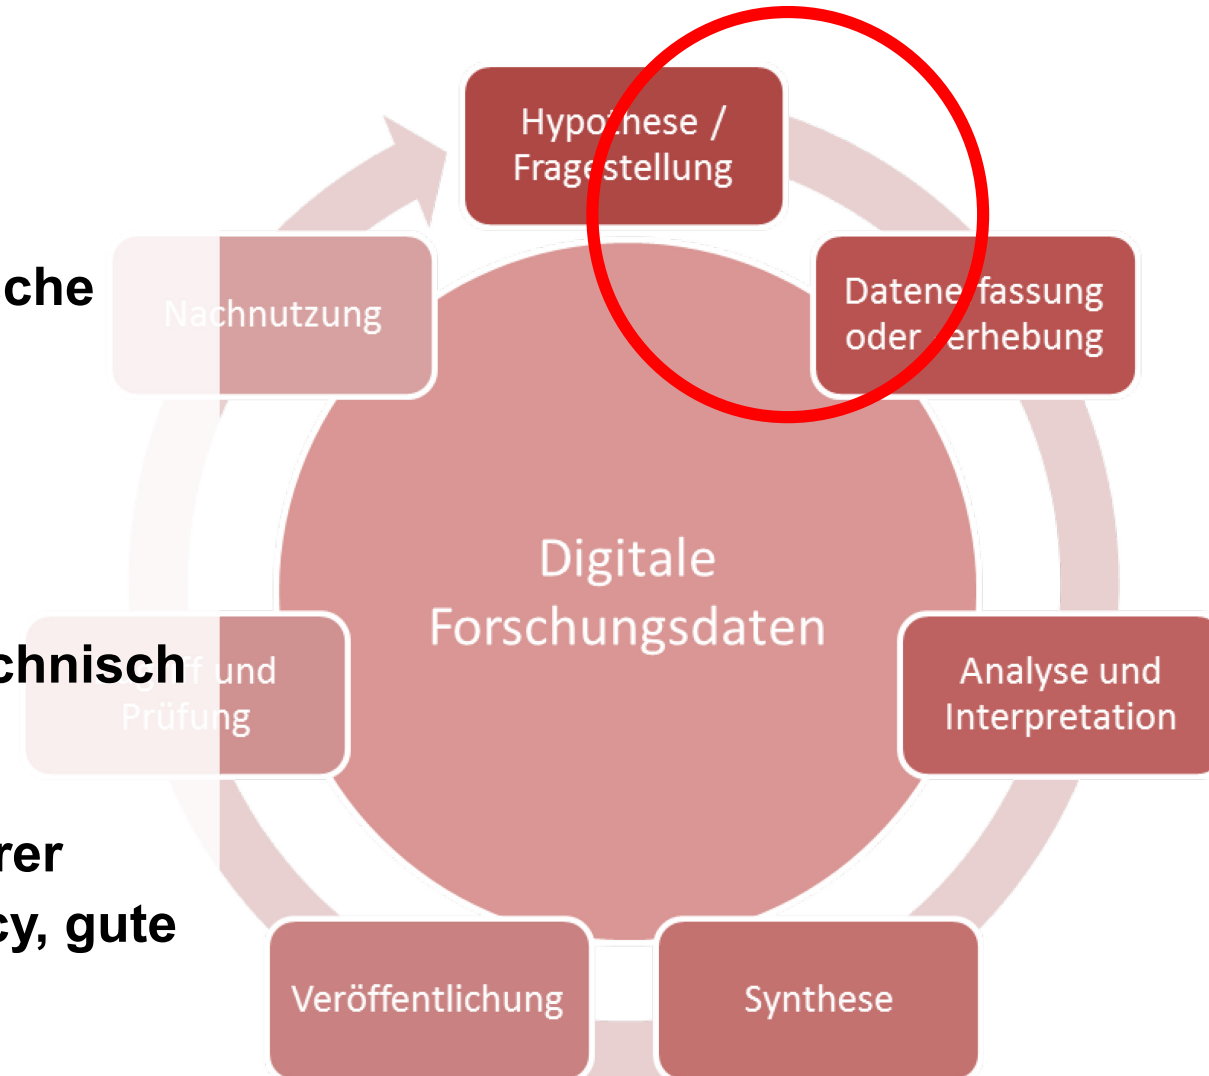 Hypothese /
Fragestellung
Datenerfassung
oder -erhebung
Analyse und
Interpretation
Synthese
Veröffentlichung
und
Prüfung
Nachnutzung
Digitale
Forschungsdaten
che
chnisch
rer
cy, gute